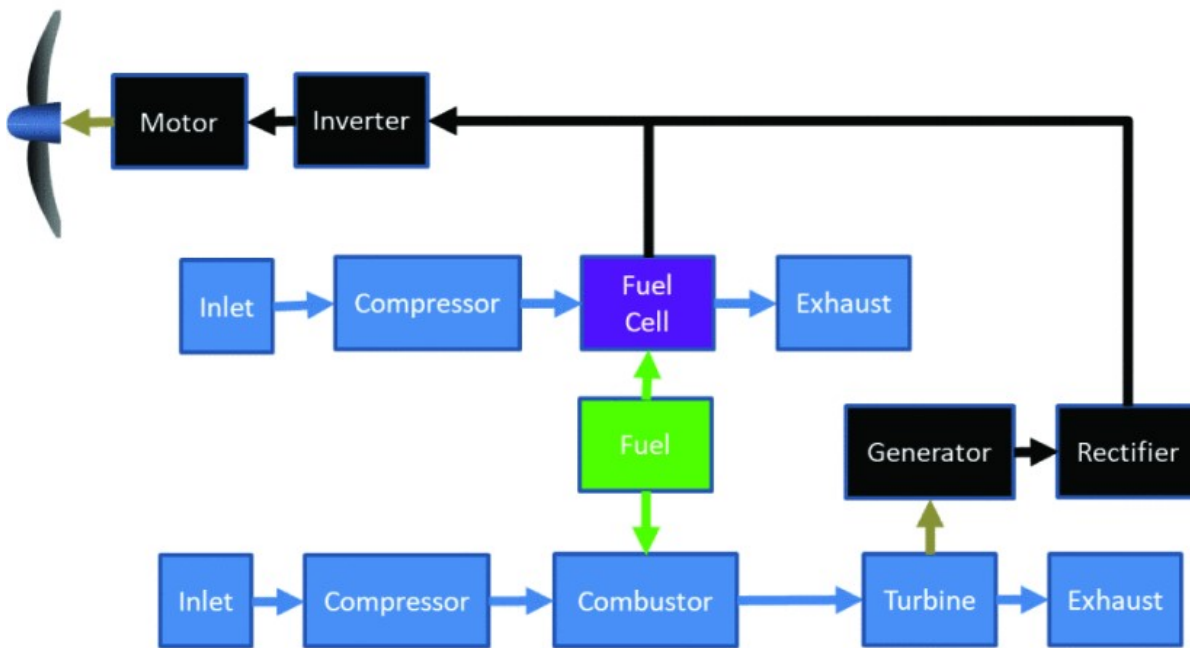 Motor
Inverter
Inlet
Compressor
Fuel
Cell
Exhaust
Fuel
Generator
Rectifier
Inlet
Compressor
Combustor
Turbine
Exhaust